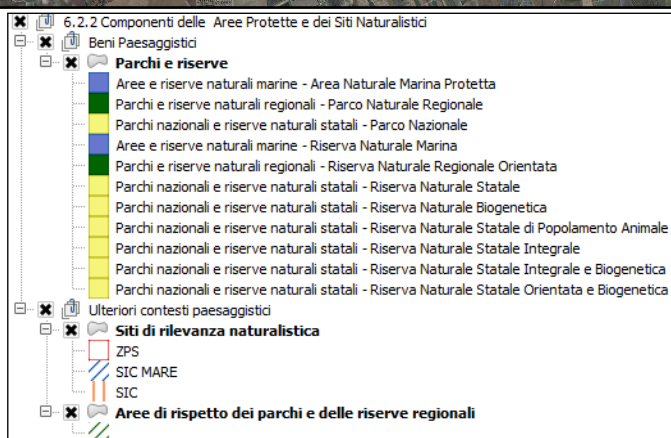 6.2.2 Componenti delle Aree Protette e dei Siti Naturalistici
Beni Paesaggistici
Parchi e riserve
Aree e riserve naturali marine - Area Naturale Marina Protetta
Parchi e riserve naturali regionali - Parco Naturale Regionale
Parchi nazionali e riserve naturali statali - Parco Nazionale
Aree e riserve naturali marine - Riserva Naturale Marina
Parchi e riserve naturali regionali - Riserva Naturale Regionale Orientata
Parchi nazionali e riserve naturali statali - Riserva Naturale Statale
Parchi nazionali e riserve naturali statali - Riserva Naturale Biogenetica
Parchi nazionali e riserve naturali statali - Riserva Naturale Statale di Popolamento Animale
Parchi nazionali e riserve naturali statali - Riserva Naturale Statale Integrale
Parchi nazionali e riserve naturali statali - Riserva Naturale Statale Integrale e Biogenetica
Parchi nazionali e riserve naturali statali - Riserva Naturale Statale Orientata e Biogenetica
Ulteriori contesti paesaggistici
Siti di rilevanza naturalistica
ZPS
SIC MARE
SIC
Aree di rispetto dei parchi e delle riserve regionali